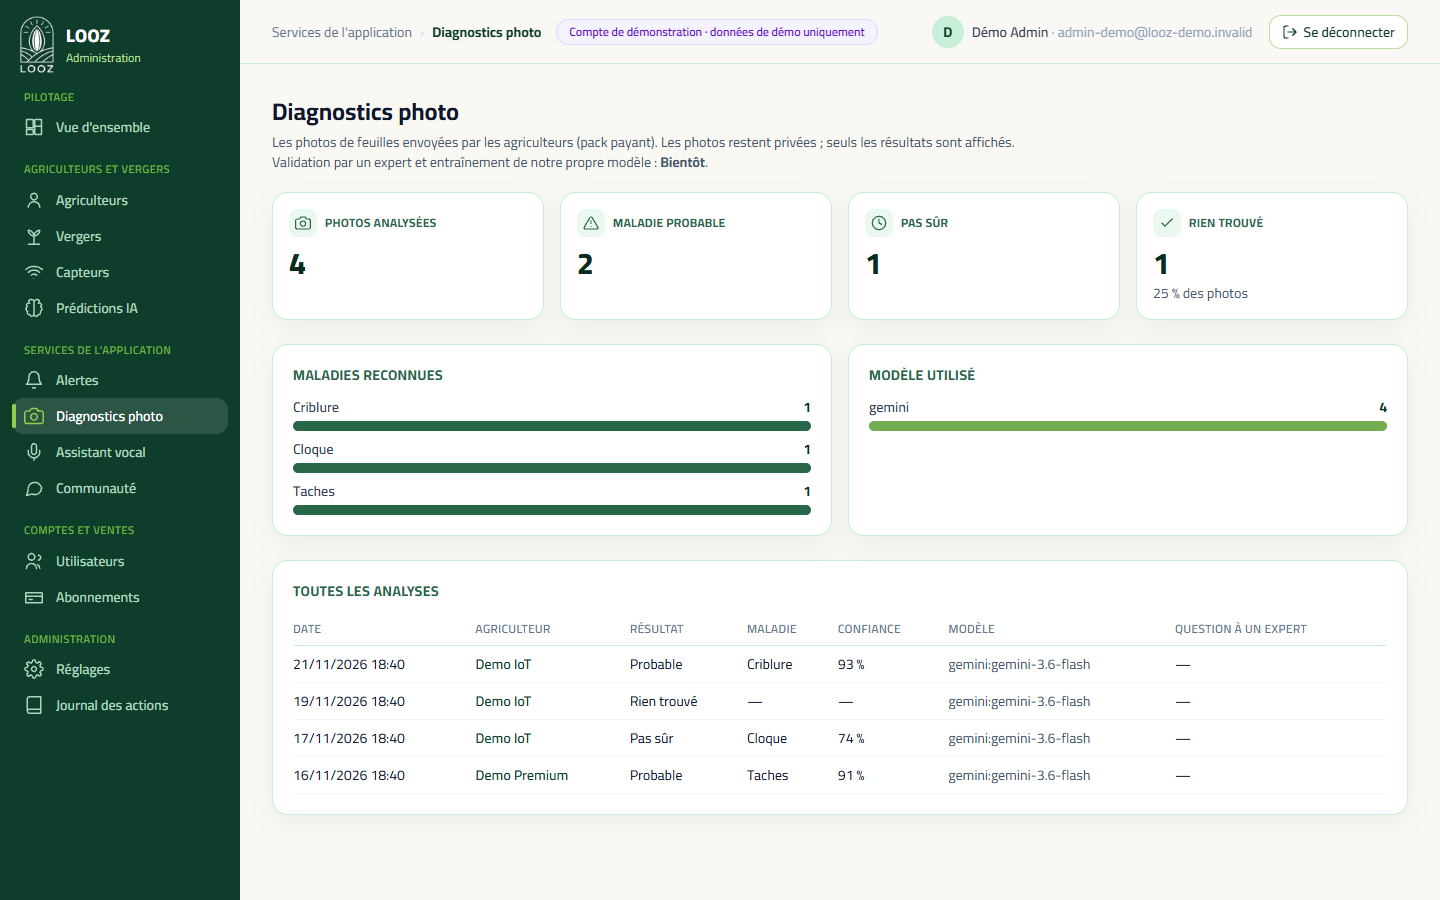 LOOZ
LOOZ
Administration
PILOTAGE
Vue d'ensemble
AGRICULTEURS ET VERGERS
Agriculteurs
Vergers
Capteurs
Prédictions IA
SERVICES DE L'APPLICATION
Alertes
Diagnostics photo
Assistant vocal
Communauté
COMPTES ET VENTES
Utilisateurs
Abonnements
ADMINISTRATION
Réglages
Journal des actions
Services de l'application › Diagnostics photo Compte de démonstration · données de démo uniquement D Démo Admin · admin-demo@looz-demo.invalid Se déconnecter
Diagnostics photo
Les photos de feuilles envoyées par les agriculteurs (pack payant). Les photos restent privées ; seuls les résultats sont affichés.
Validation par un expert et entraînement de notre propre modèle : Bientôt.
PHOTOS ANALYSÉES
4
MALADIE PROBABLE
2
PAS SÛR
1
RIEN TROUVÉ
1
25 % des photos
MALADIES RECONNUES
Criblure 1
Cloque 1
Taches 1
MODÈLE UTILISÉ
gemini 4
TOUTES LES ANALYSES
DATE AGRICULTEUR RÉSULTAT MALADIE CONFIANCE MODÈLE QUESTION À UN EXPERT
21/11/2026 18:40 Demo IoT Probable Criblure 93 % gemini:gemini-3.6-flash —
19/11/2026 18:40 Demo IoT Rien trouvé — — gemini:gemini-3.6-flash —
17/11/2026 18:40 Demo IoT Pas sûr Cloque 74 % gemini:gemini-3.6-flash —
16/11/2026 18:40 Demo Premium Probable Taches 91 % gemini:gemini-3.6-flash —